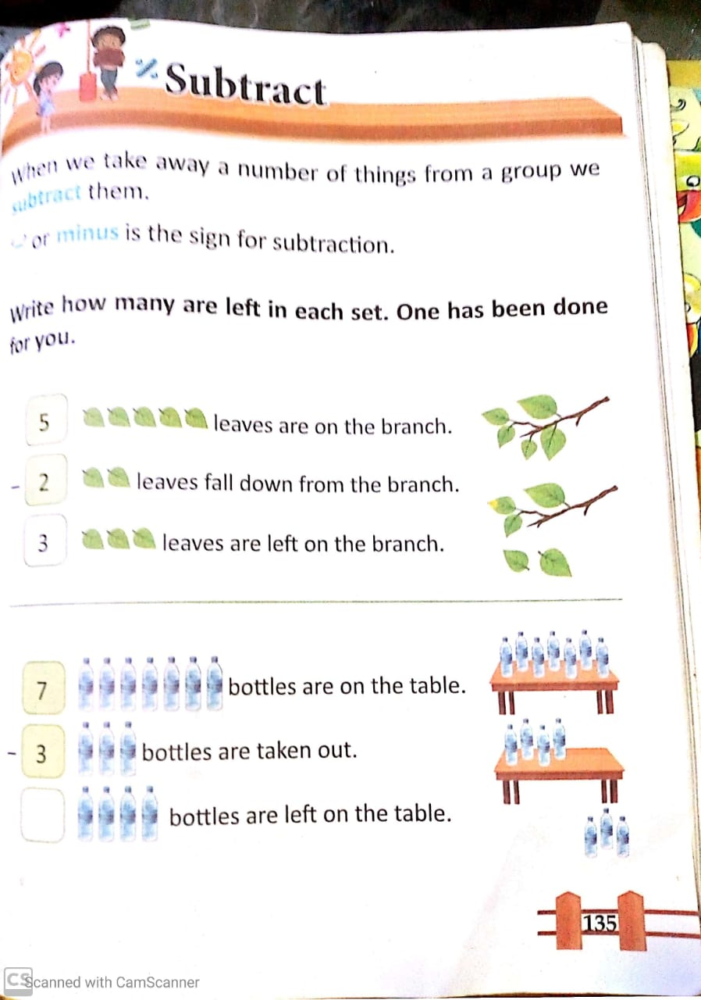 Subtract
When we take away a number of things from a group we
subtract them.
‘-’ or minus is the sign for subtraction.
Write how many are left in each set. One has been done
for you.
5 leaves are on the branch.
- 2 leaves fall down from the branch.
3 leaves are left on the branch.
7 bottles are on the table.
- 3 bottles are taken out.
bottles are left on the table.
135
CS Scanned with CamScanner